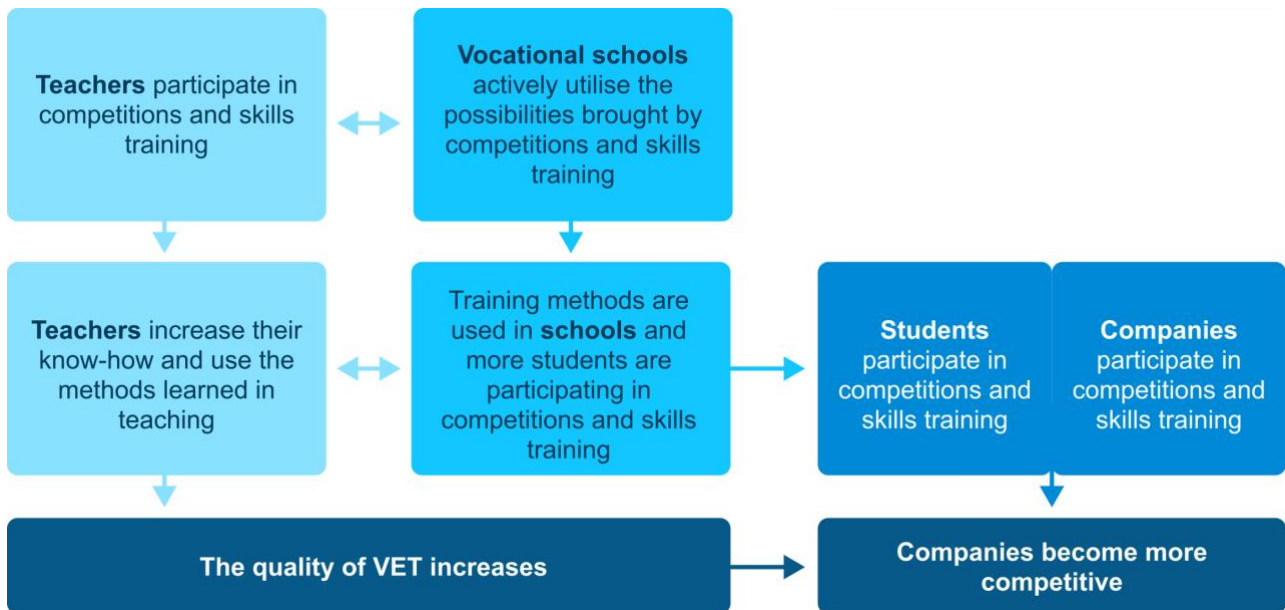 Teachers participate in
competitions and skills
training
Vocational schools
actively utilise the
possibilities brought by
competitions and skills
training
Teachers increase their
know-how and use the
methods learned in
teaching
Training methods are
used in schools and
more students are
participating in
competitions and skills
training
Students
participate in
competitions and
skills training
Companies
participate in
competitions and
skills training
The quality of VET increases
Companies become more
competitive